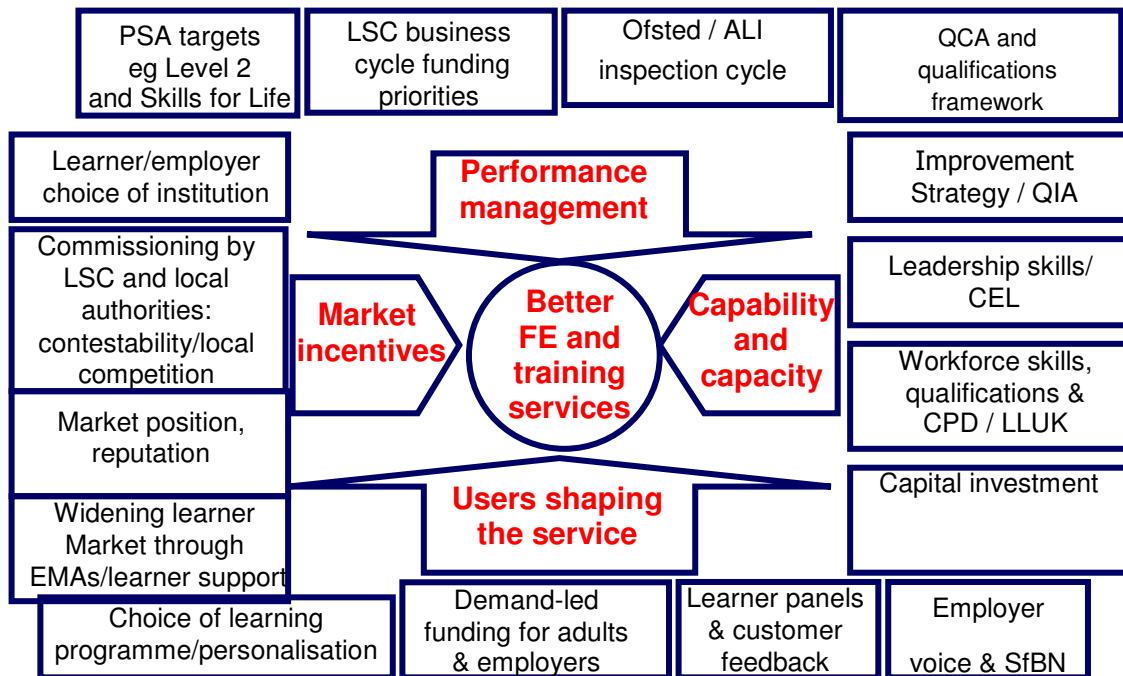 PSA targets
eg Level 2
and Skills for Life
LSC business
cycle funding
priorities
Ofsted / ALI
inspection cycle
QCA and
qualifications
framework
Learner/employer
choice of institution
Performance
management
Improvement
Strategy / QIA
Commissioning by
LSC and local
authorities:
contestability/local
competition
Market
incentives
Better
FE and
training
services
Capability
and
capacity
Leadership skills/
CEL
Workforce skills,
qualifications &
CPD / LLUK
Market position,
reputation
Users shaping
the service
Capital investment
Widening learner
Market through
EMAs/learner support
Choice of learning
programme/personalisation
Demand-led
funding for adults
& employers
Learner panels
& customer
feedback
Employer
voice & SfBN